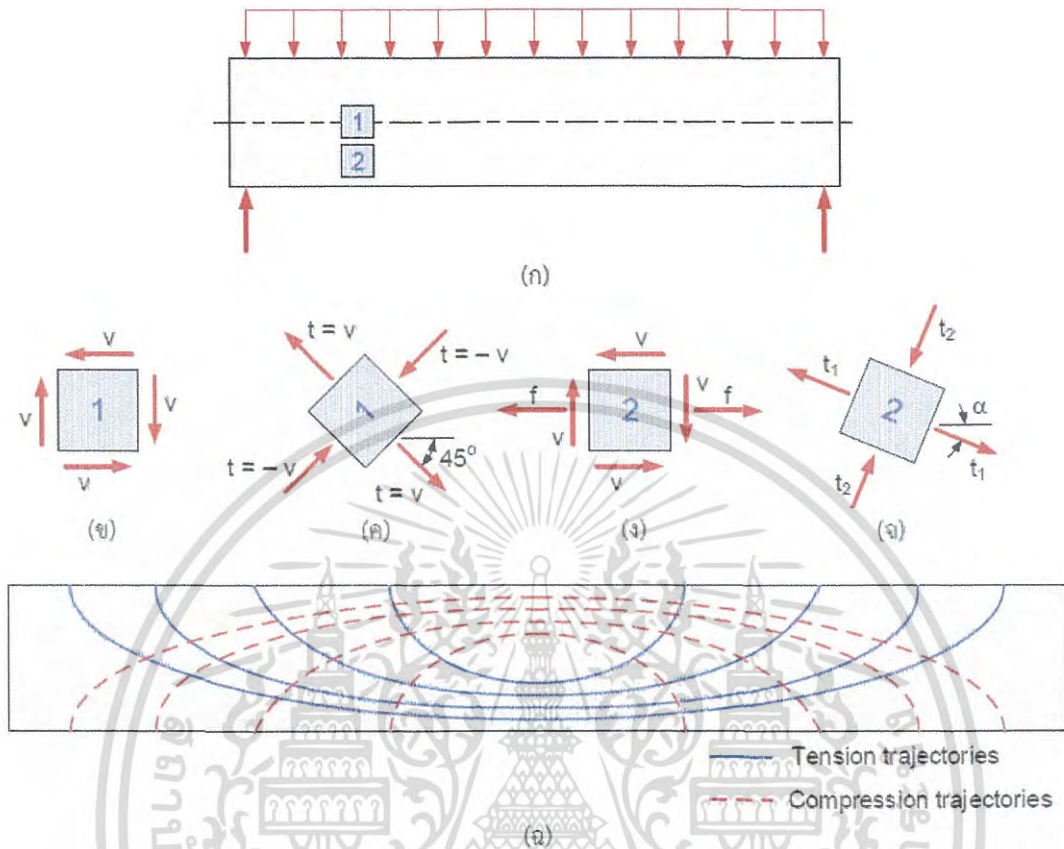 1
2
(ก)
v
v
1
v
v
(ข)
t = v
t = – v
1
45°
t = – v
t = v
(ค)
v
f
2
v
f
v
v
(ง)
t₂
t₁
2
α
t₁
t₂
(จ)
Tension trajectories
Compression trajectories
(ฉ)